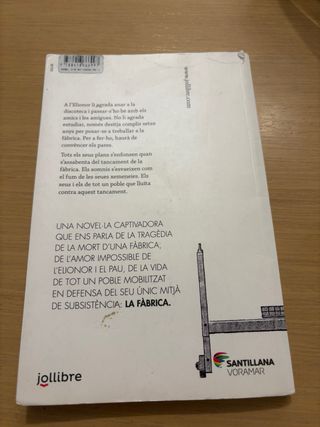 www.jollibre.com
A l'Elionor li agrada anar a la
discoteca i passar-s'ho bé amb els
amics i les amigues. No li agrada
estudiar, només desitja complir setze
anys per posar-se a treballar a la
fàbrica. Per a fer-ho, haurà de
convèncer els pares.
Tots els seus plans s'enfonsen quan
s'assabenta del tancament de la
fàbrica. Els somnis s'esvaeixen com
el fum de les seues xemeneies. Els
seus i els de tot un poble que lluita
contra aquest tancament.
UNA NOVEL·LA CAPTIVADORA
QUE ENS PARLA DE LA TRAGÈDIA
DE LA MORT D'UNA FÀBRICA,
DE L'AMOR IMPOSSIBLE DE
L'ELIONOR I EL PAU, DE LA VIDA
DE TOT UN POBLE MOBILITZAT
EN DEFENSA DEL SEU ÚNIC MITJÀ
DE SUBSISTÈNCIA: LA FÀBRICA.
SANTILLANA
VORAMAR
jollibre